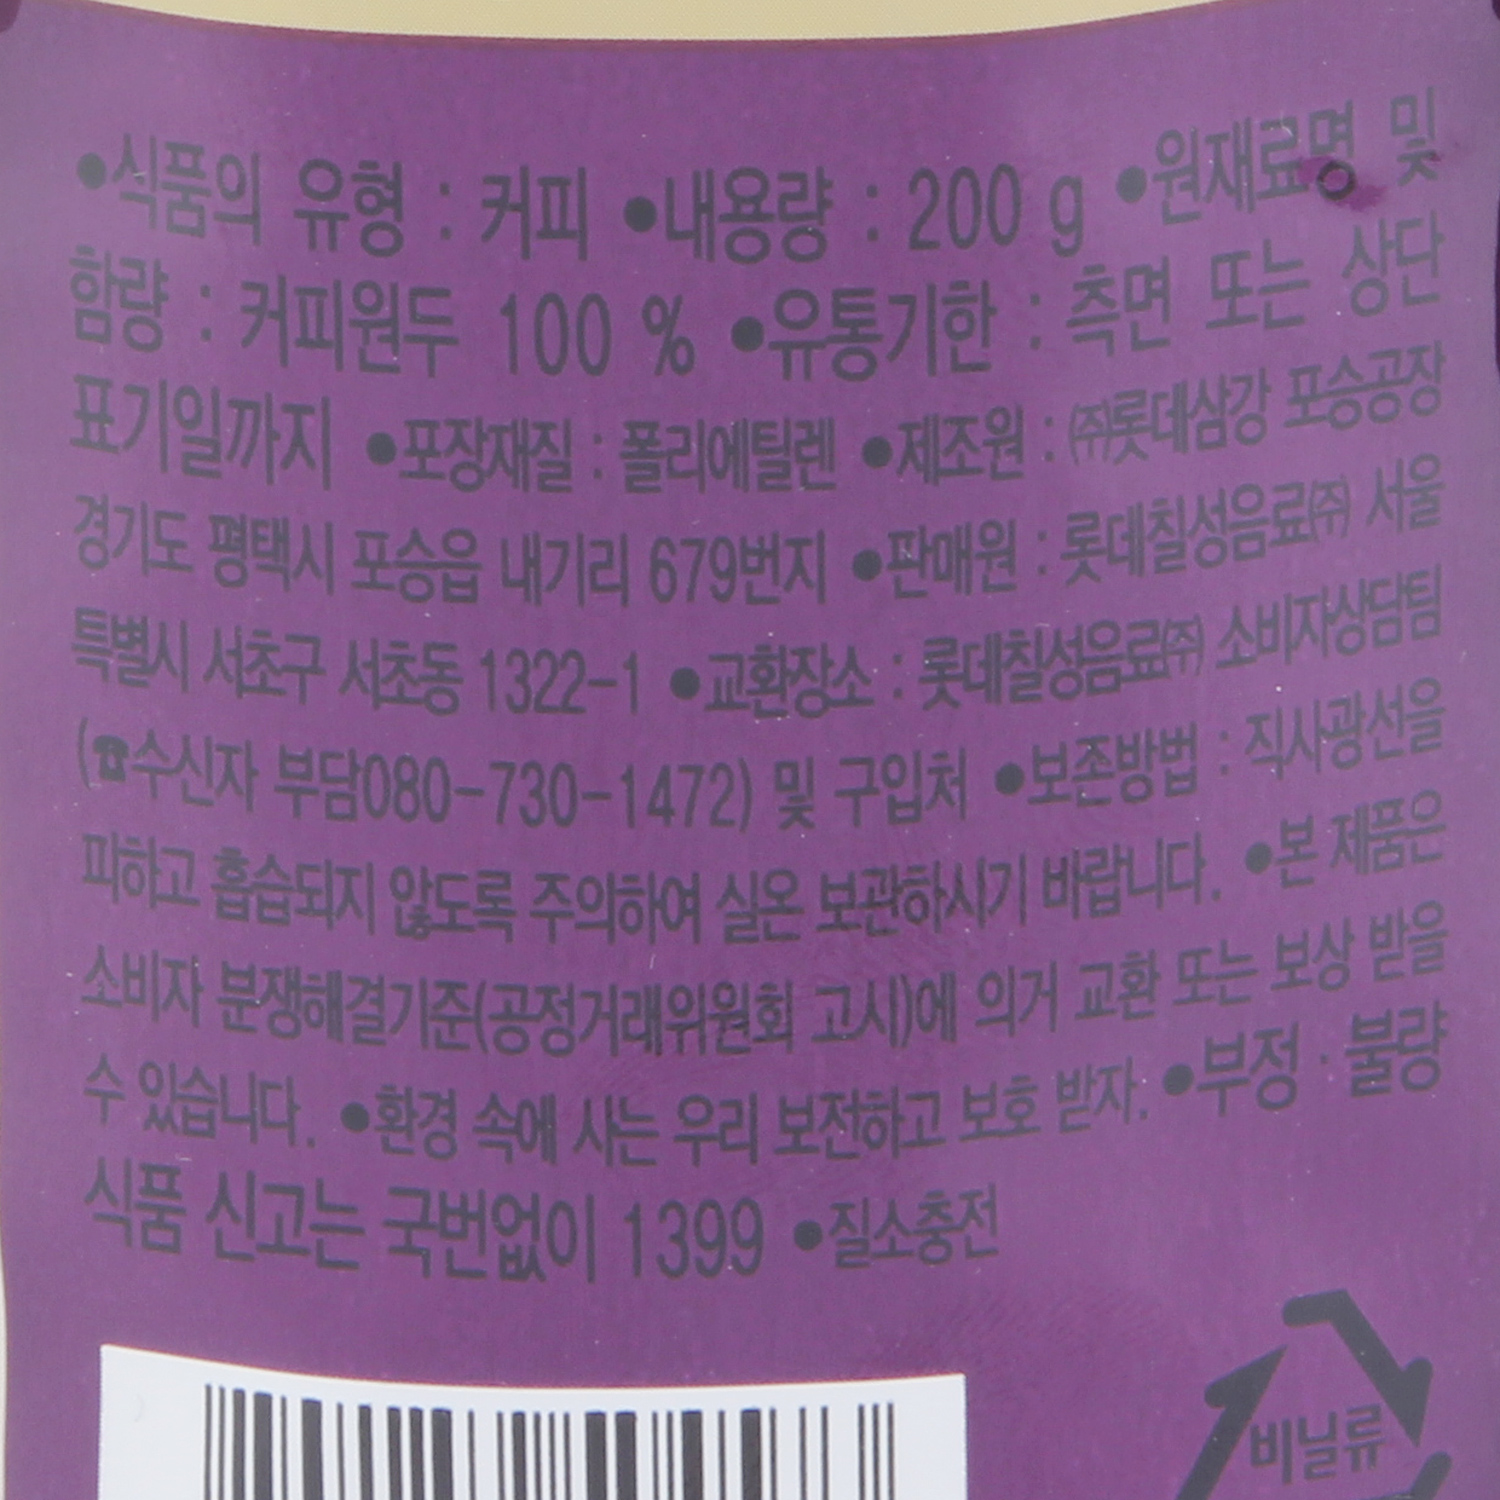 ●식품의 유형 : 커피 ●내용량 : 200 g ●원재료명 및
함량 : 커피원두 100 % ●유통기한 : 측면 또는 상단
표기일까지 ●포장재질 : 폴리에틸렌 ●제조원 : ㈜롯데삼강 포승공장
경기도 평택시 포승읍 내기리 679번지 ●판매원 : 롯데칠성음료㈜ 서울
특별시 서초구 서초동 1322-1 ●교환장소 : 롯데칠성음료㈜ 소비자상담팀
(☎수신자 부담080-730-1472) 및 구입처 ●보존방법 : 직사광선을
피하고 흡습되지 않도록 주의하여 실온 보관하시기 바랍니다. ●본 제품은
소비자 분쟁해결기준(공정거래위원회 고시)에 의거 교환 또는 보상 받을
수 있습니다. ●환경 속에 사는 우리 보전하고 보호 받자. ●부정 · 불량
식품 신고는 국번없이 1399 ●질소충전
비닐류